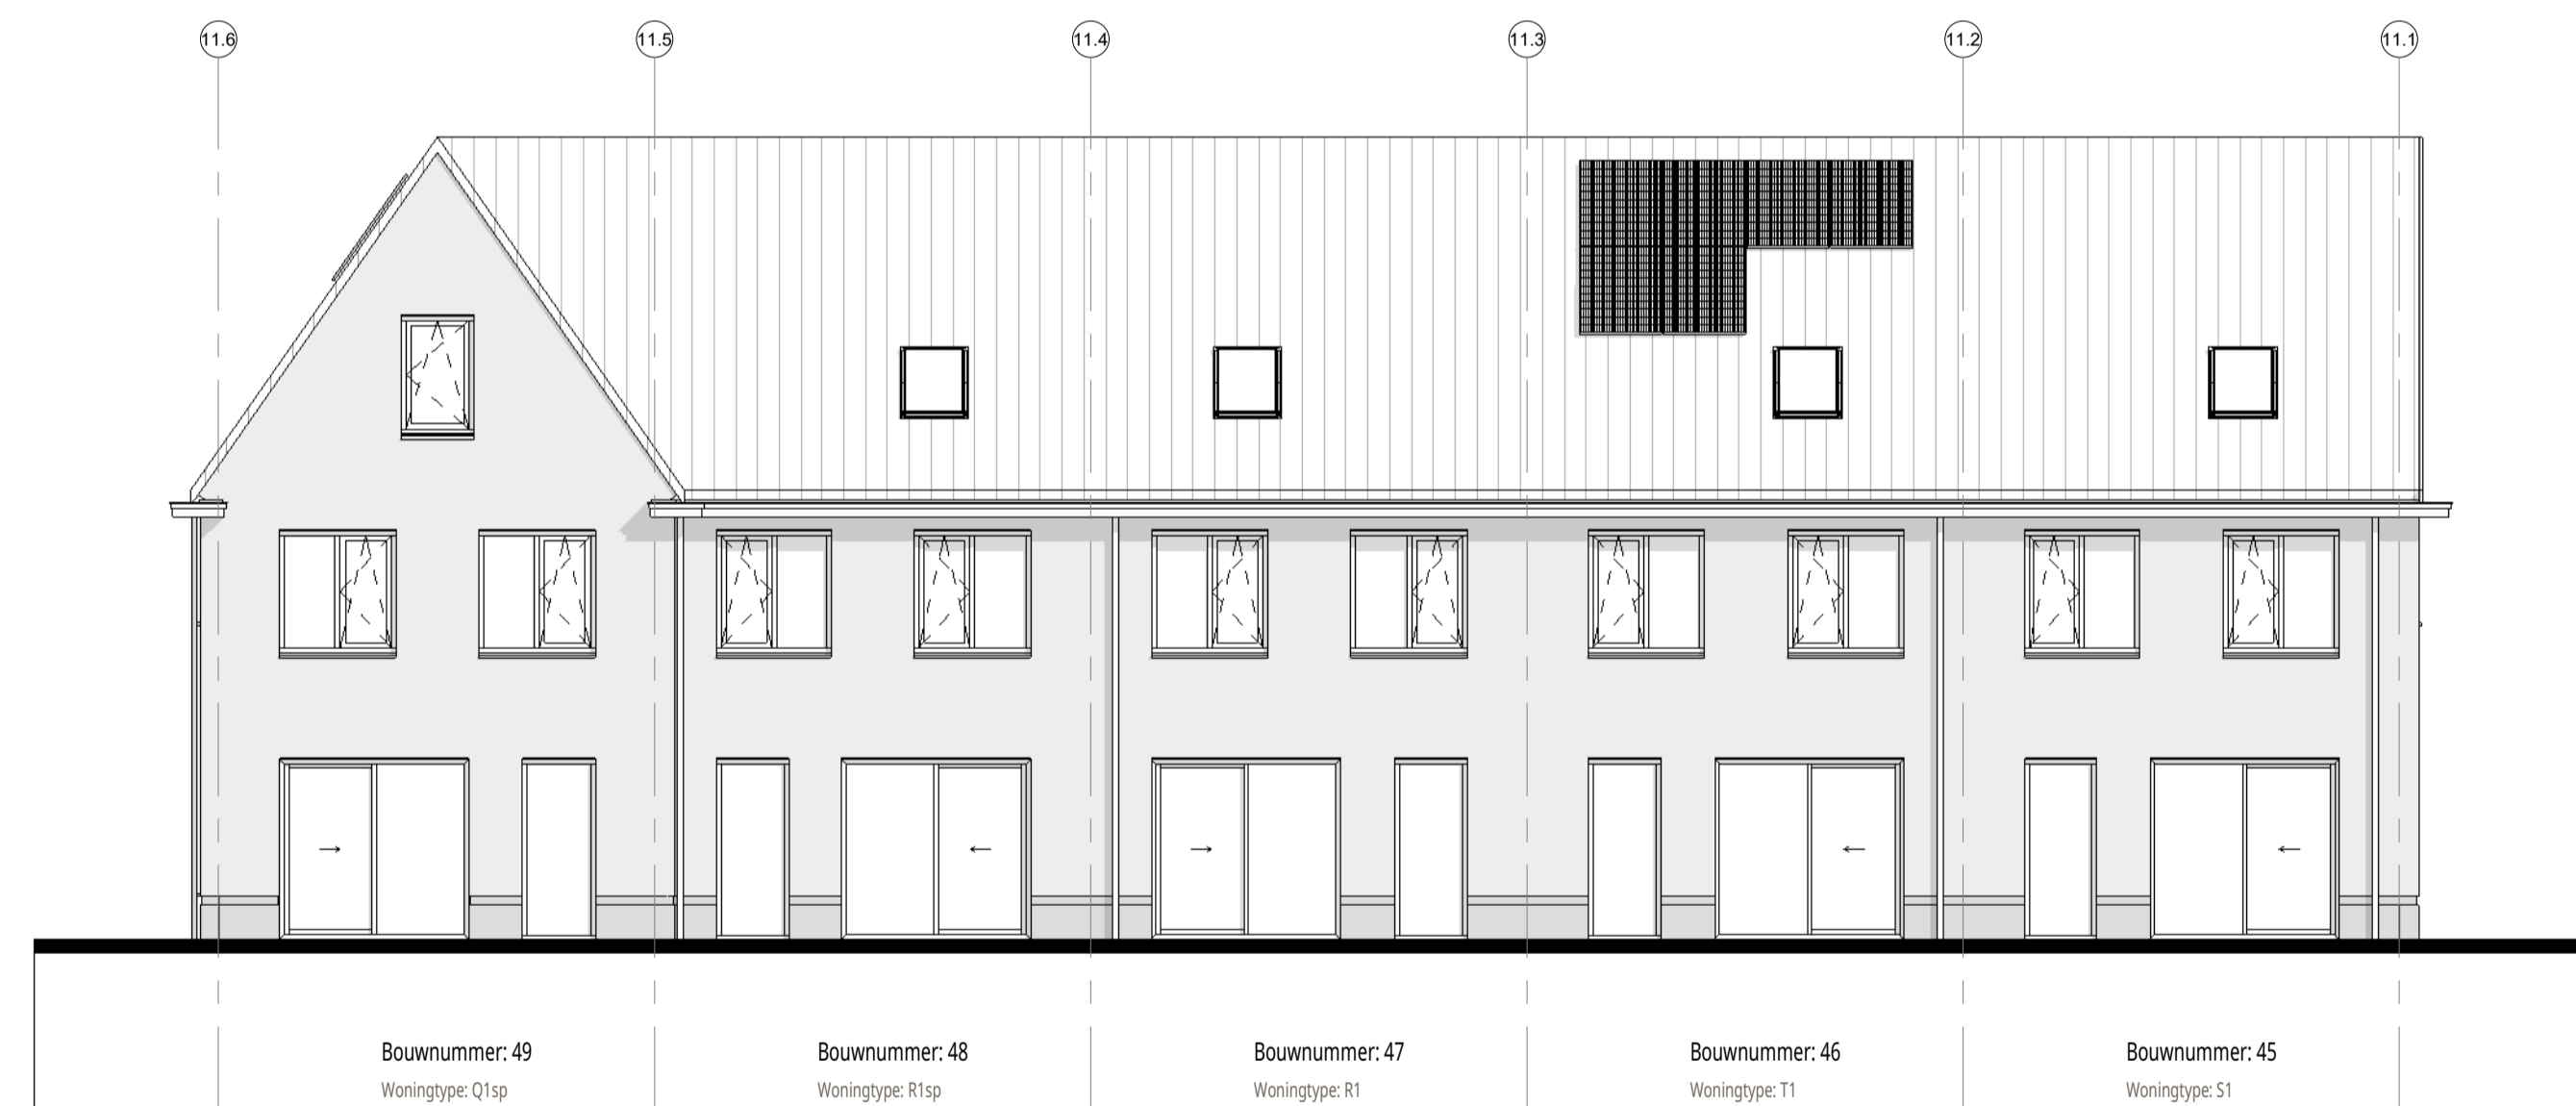 11.6 11.5 11.4 11.3 11.2 11.1
Bouwnummer: 49 Bouwnummer: 48 Bouwnummer: 47 Bouwnummer: 46 Bouwnummer: 45
Woningtype: Q1sp Woningtype: R1sp Woningtype: R1 Woningtype: T1 Woningtype: S1